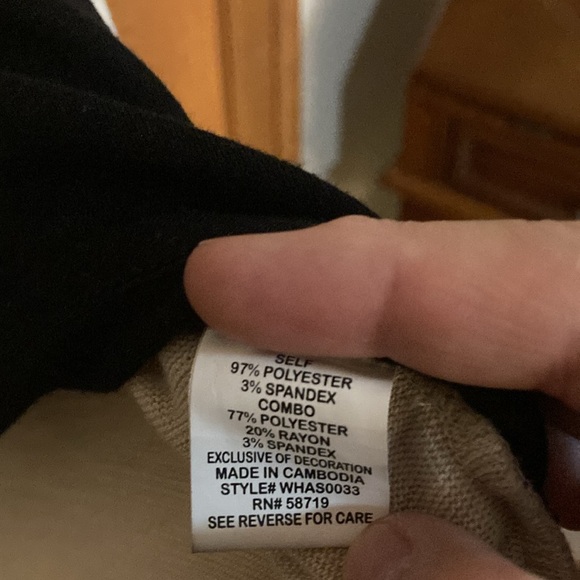 SELF
97% POLYESTER
3% SPANDEX
COMBO
77% POLYESTER
20% RAYON
3% SPANDEX
EXCLUSIVE OF DECORATION
MADE IN CAMBODIA
STYLE# WHAS0033
RN# 58719
SEE REVERSE FOR CARE